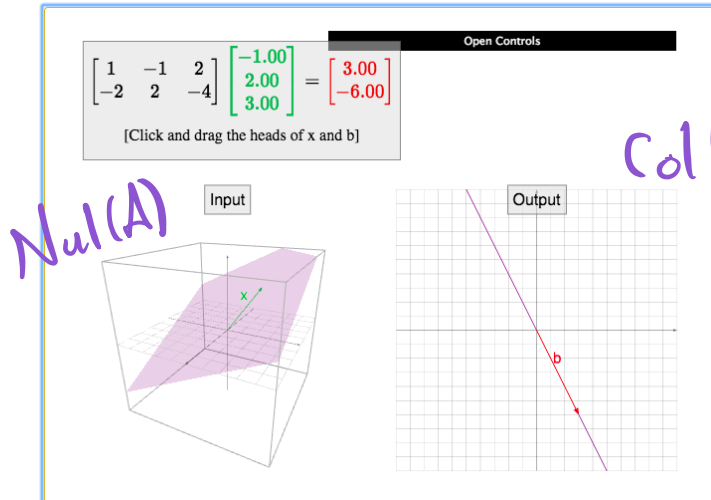 Open Controls
[1 -1 2] [-1.00] = [3.00]
[-2 2 -4] [2.00] [-6.00]
[3.00]
[Click and drag the heads of x and b]
Col
Nul(A)
Input
Output
x
b